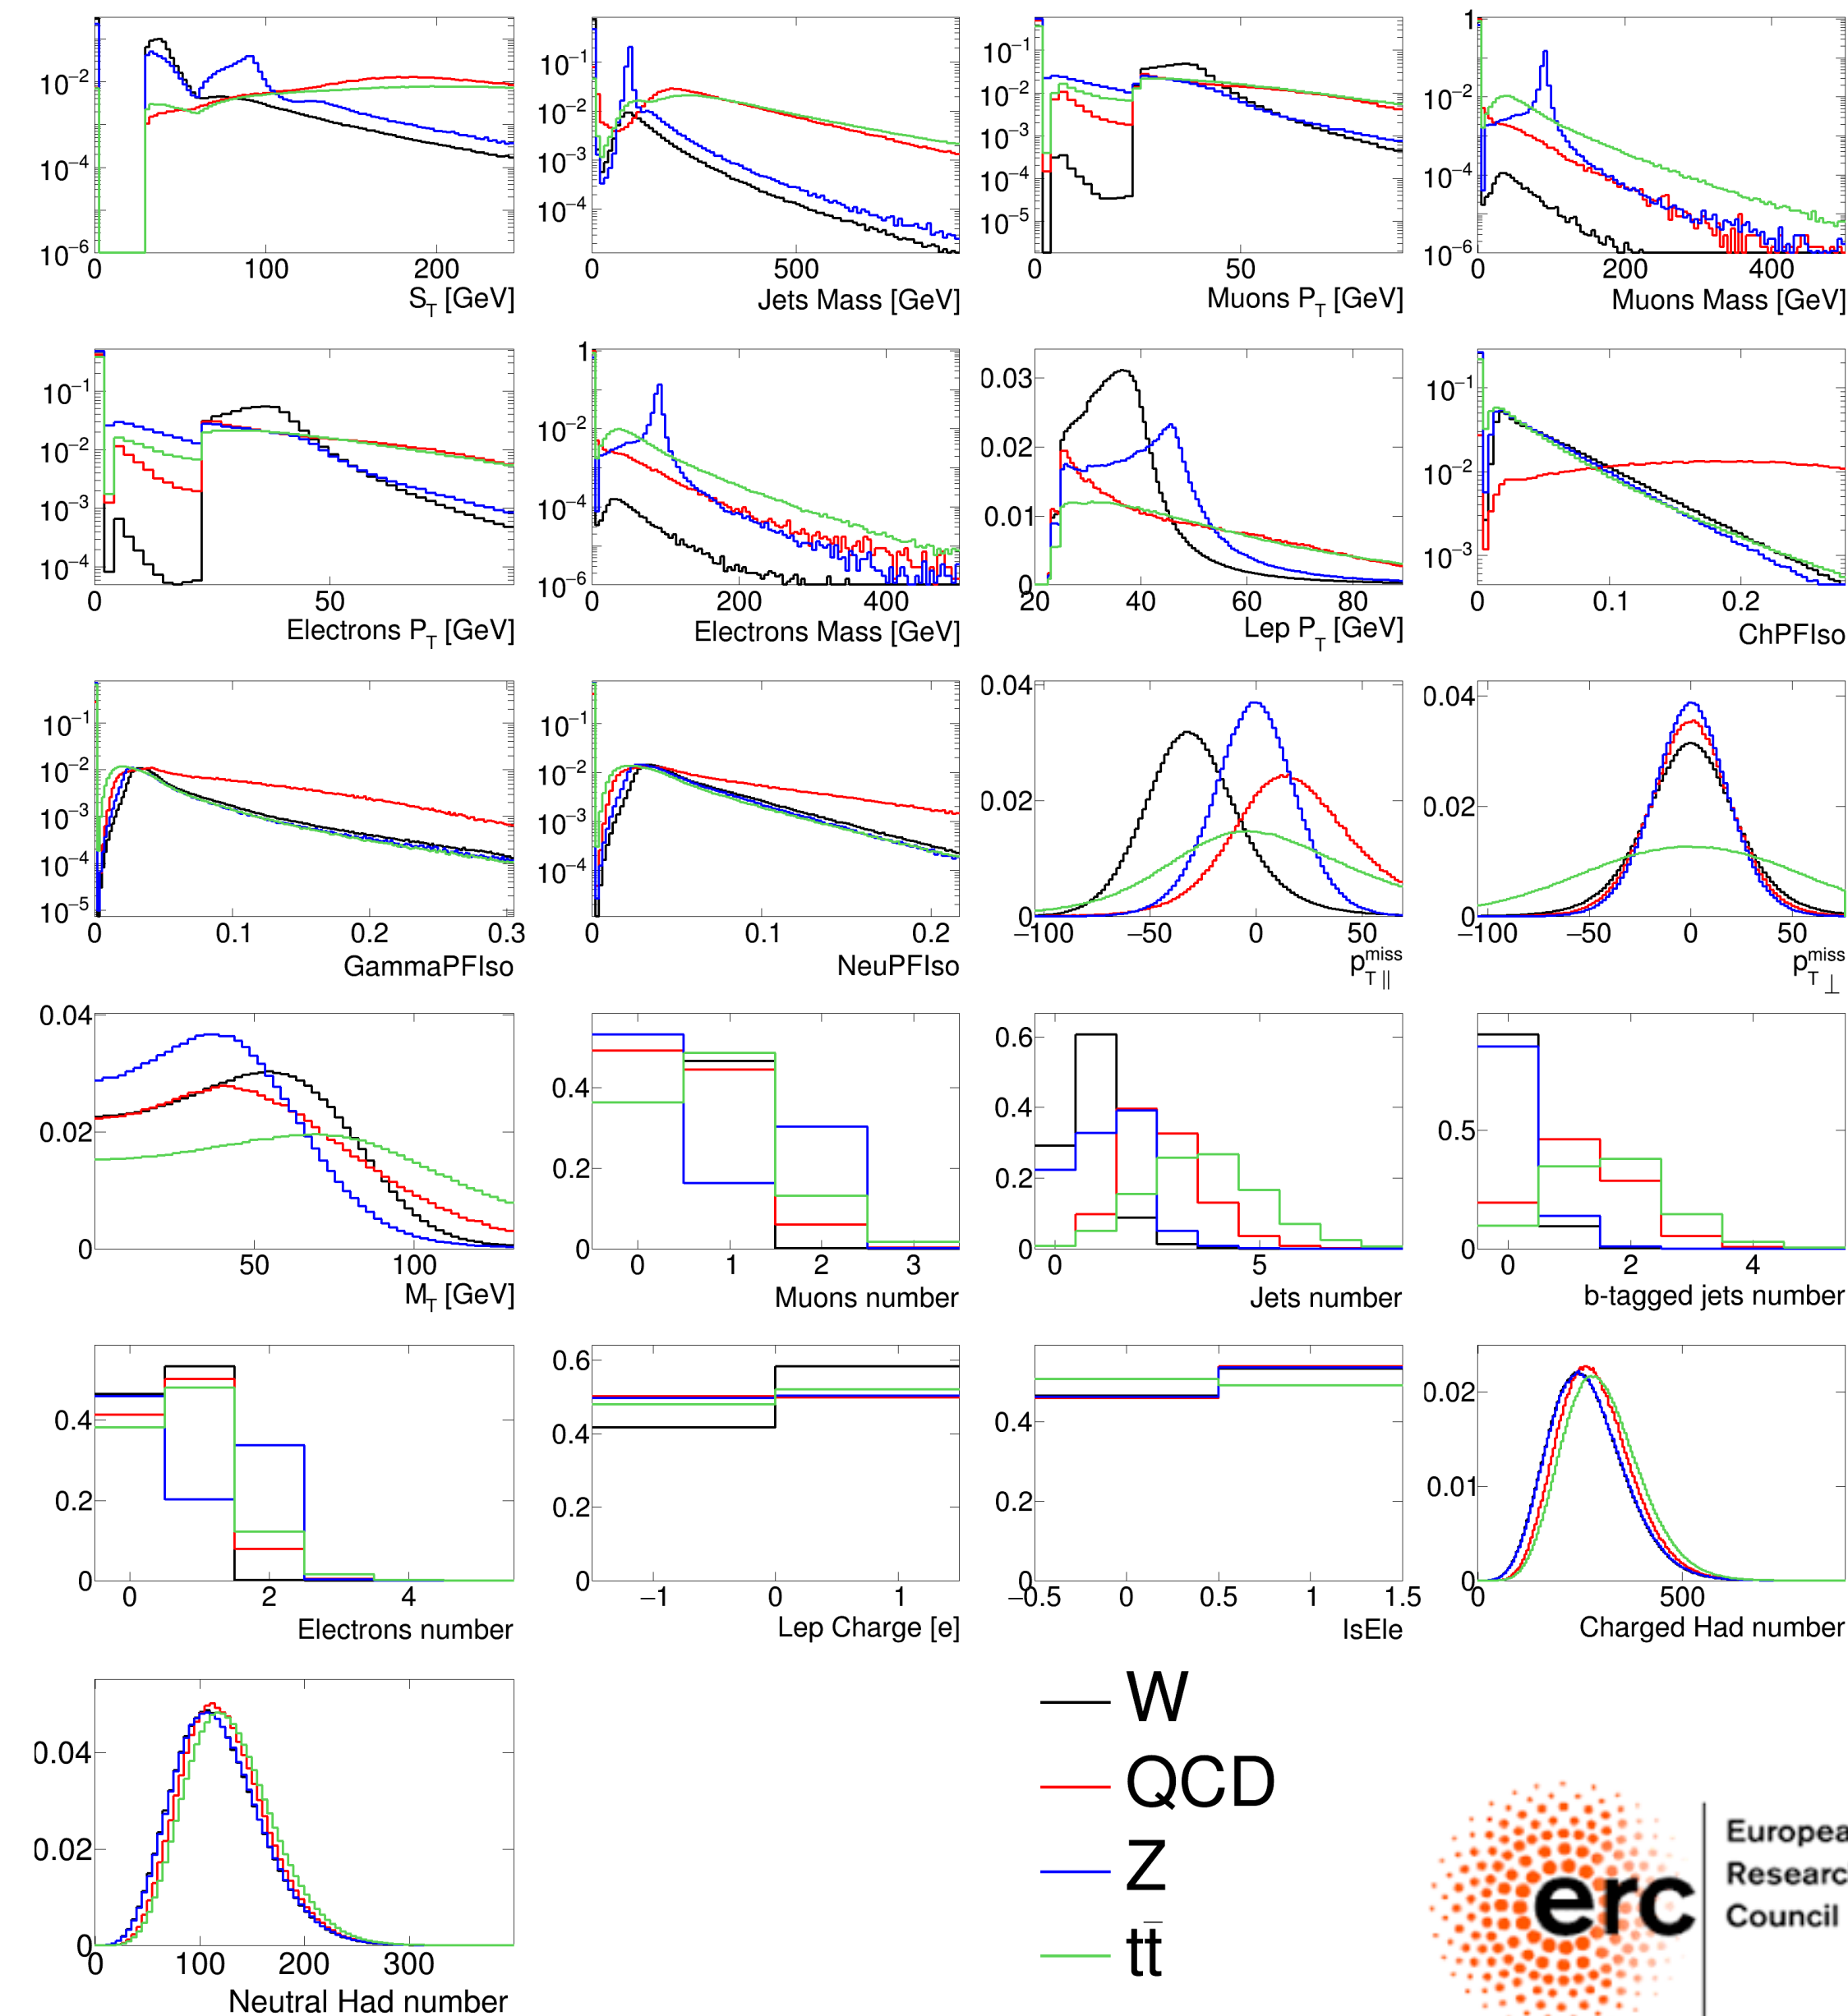 10−2
10−4
10−6
0 100 200
ST [GeV]
10−1
10−2
10−3
10−4
0 500
Jets Mass [GeV]
10−1
10−2
10−3
10−4
10−5
0 50
Muons PT [GeV]
1
10−2
10−4
10−6
0 200 400
Muons Mass [GeV]
10−1
10−2
10−3
10−4
0 50
Electrons PT [GeV]
1
10−2
10−4
10−6
0 200 400
Electrons Mass [GeV]
0.03
0.02
0.01
0
20 40 60 80
Lep PT [GeV]
10−1
10−2
10−3
0 0.1 0.2
ChPFIso
10−1
10−2
10−3
10−4
10−5
0 0.1 0.2 0.3
GammaPFIso
10−1
10−2
10−3
10−4
0 0.1 0.2
NeuPFIso
0.04
0.02
0
−100 −50 0 50
pT || miss
0.04
0.02
0
−100 −50 0 50
pT ⊥ miss
0.04
0.02
0
50 100
MT [GeV]
0.4
0.2
0
0 1 2 3
Muons number
0.6
0.4
0.2
0
0 5
Jets number
0.5
0
0 2 4
b-tagged jets number
0.4
0.2
0
0 2 4
Electrons number
0.6
0.4
0.2
0
−1 0 1
Lep Charge [e]
0.4
0.2
0
−0.5 0 0.5 1 1.5
IsEle
0.02
0.01
0
0 500
Charged Had number
0.04
0.02
0
0 100 200 300
Neutral Had number
W
QCD
Z
tt̄
erc
Europea
Researc
Council